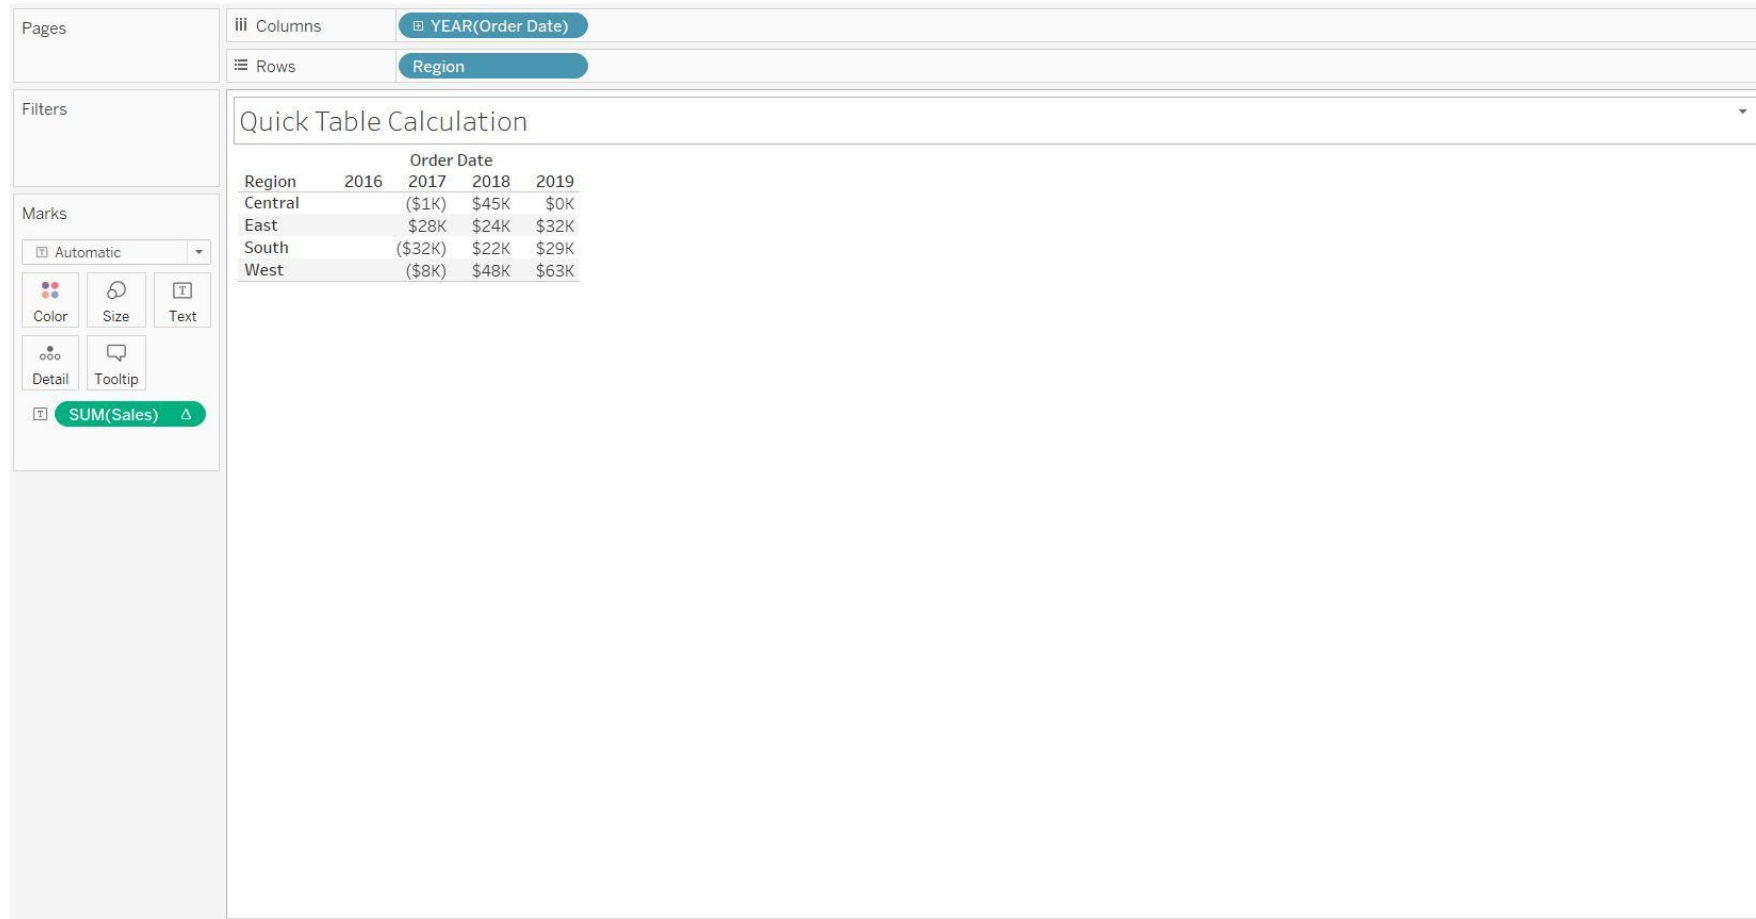 Pages
Columns YEAR(Order Date)
Rows Region
Filters
Quick Table Calculation
Order Date
Region 2016 2017 2018 2019
Central ($1K) $45K $0K
East $28K $24K $32K
South ($32K) $22K $29K
West ($8K) $48K $63K
Marks
T Automatic
Color Size T Text
Detail Tooltip
T SUM(Sales) Δ